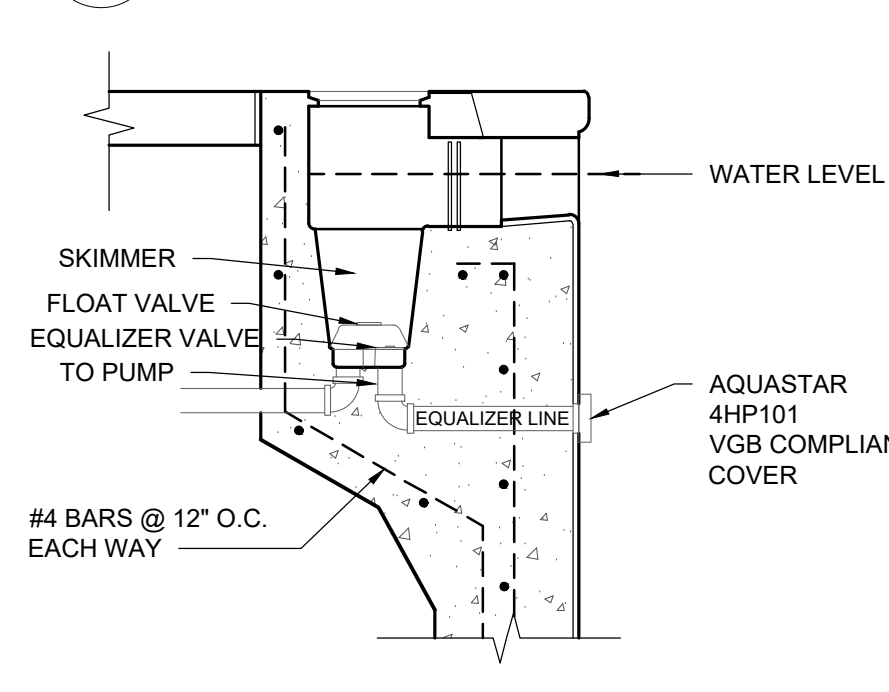 WATER LEVEL
SKIMMER
FLOAT VALVE
EQUALIZER VALVE
TO PUMP
EQUALIZER LINE
AQUASTAR
4HP101
VGB COMPLIAN
COVER
#4 BARS @ 12" O.C.
EACH WAY